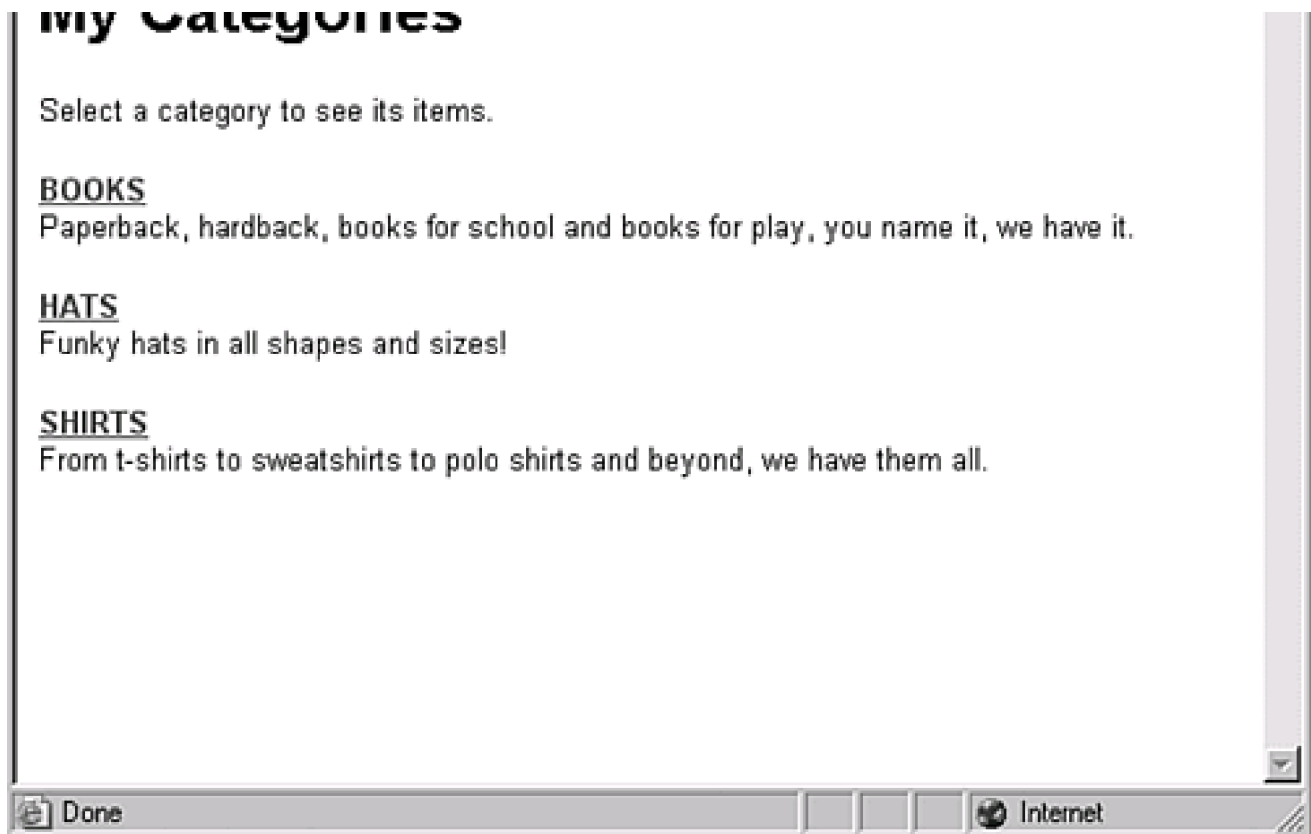 My Categories
Select a category to see its items.
BOOKS
Paperback, hardback, books for school and books for play, you name it, we have it.
HATS
Funky hats in all shapes and sizes!
SHIRTS
From t-shirts to sweatshirts to polo shirts and beyond, we have them all.
Done Internet